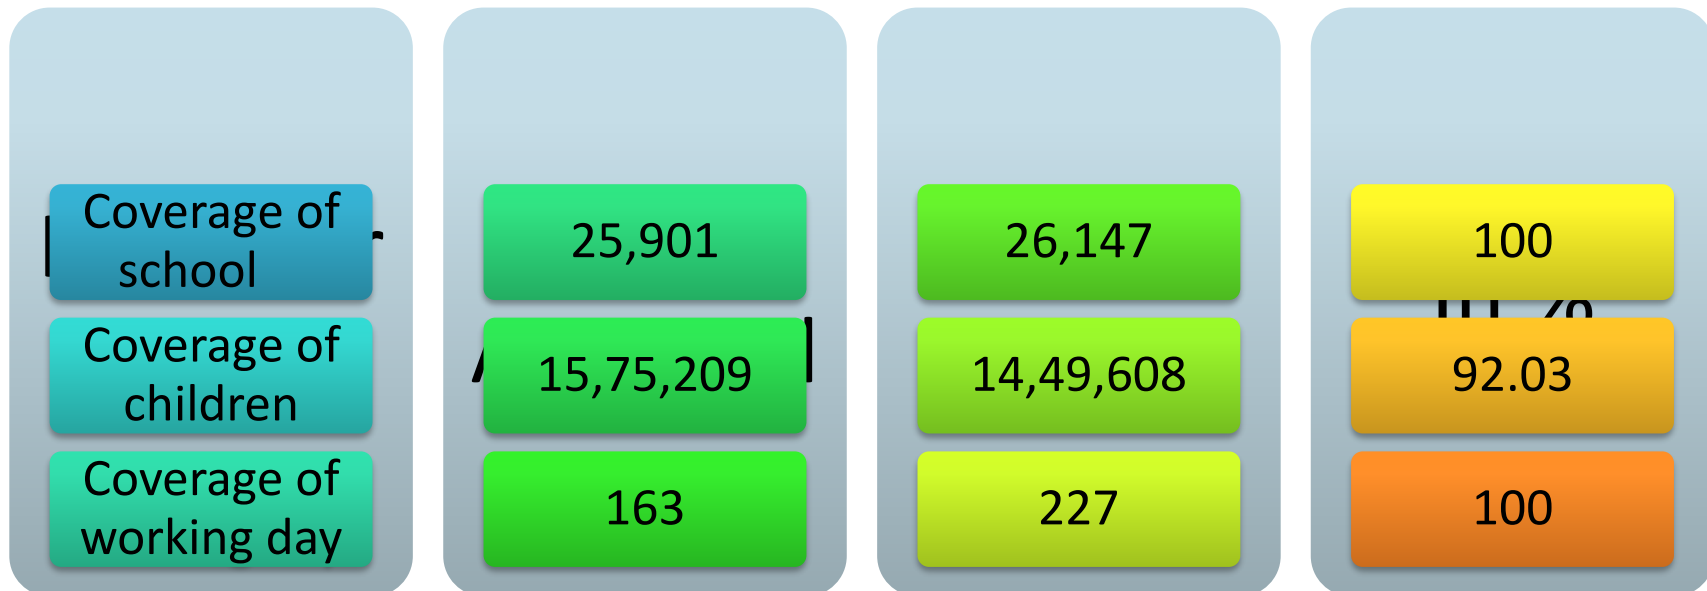 Coverage of
school
25,901
26,147
100
Coverage of
children
15,75,209
14,49,608
92.03
Coverage of
working day
163
227
100